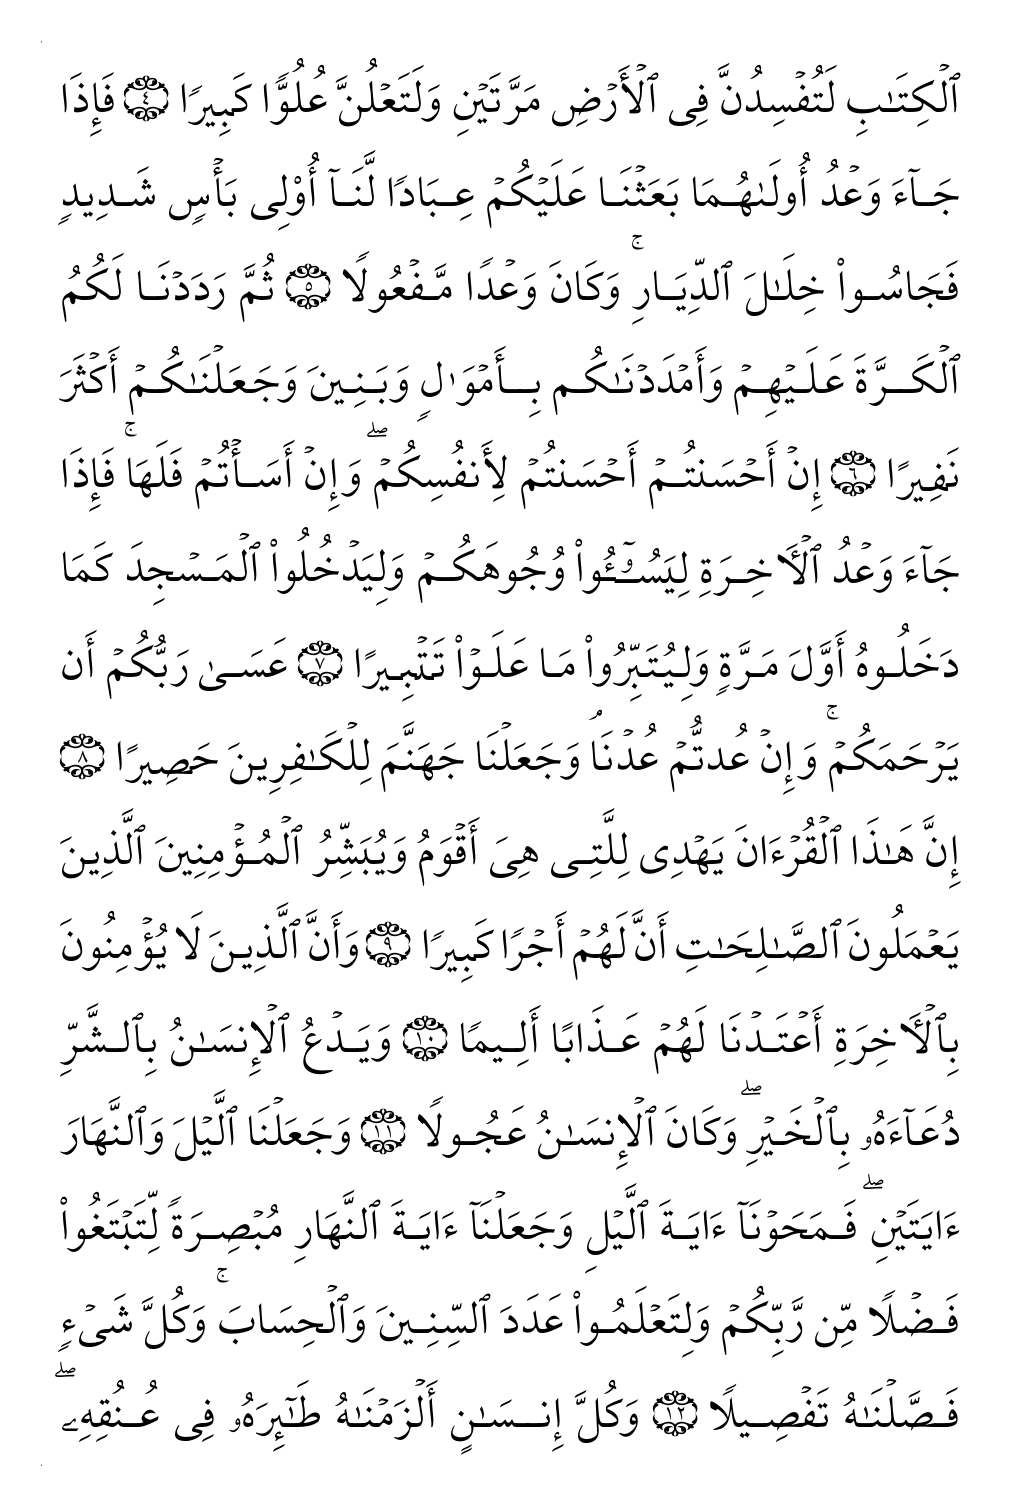 ٱلْكِتَـٰبِ لَتُفْسِدُنَّ فِى ٱلْأَرْضِ مَرَّتَيْنِ وَلَتَعْلُنَّ عُلُوًّا كَبِيرًا ٤ فَإِذَا
جَآءَ وَعْدُ أُولَىٰهُمَا بَعَثْنَا عَلَيْكُمْ عِبَادًا لَّنَآ أُو۟لِى بَأْسٍ شَدِيدٍ
فَجَاسُوا۟ خِلَـٰلَ ٱلدِّيَارِ ۚ وَكَانَ وَعْدًا مَّفْعُولًا ٥ ثُمَّ رَدَدْنَا لَكُمُ
ٱلْكَرَّةَ عَلَيْهِمْ وَأَمْدَدْنَـٰكُم بِأَمْوَٰلٍ وَبَنِينَ وَجَعَلْنَـٰكُمْ أَكْثَرَ
نَفِيرًا ٦ إِنْ أَحْسَنتُمْ أَحْسَنتُمْ لِأَنفُسِكُمْ ۖ وَإِنْ أَسَأْتُمْ فَلَهَا ۚ فَإِذَا
جَآءَ وَعْدُ ٱلْـَٔاخِرَةِ لِيَسُـۥٓـُٔوا۟ وُجُوهَكُمْ وَلِيَدْخُلُوا۟ ٱلْمَسْجِدَ كَمَا
دَخَلُوهُ أَوَّلَ مَرَّةٍ وَلِيُتَبِّرُوا۟ مَا عَلَوْا۟ تَتْبِيرًا ٧ عَسَىٰ رَبُّكُمْ أَن
يَرْحَمَكُمْ ۚ وَإِنْ عُدتُّمْ عُدْنَا ۘ وَجَعَلْنَا جَهَنَّمَ لِلْكَـٰفِرِينَ حَصِيرًا ٨
إِنَّ هَـٰذَا ٱلْقُرْءَانَ يَهْدِى لِلَّتِى هِىَ أَقْوَمُ وَيُبَشِّرُ ٱلْمُؤْمِنِينَ ٱلَّذِينَ
يَعْمَلُونَ ٱلصَّـٰلِحَـٰتِ أَنَّ لَهُمْ أَجْرًا كَبِيرًا ٩ وَأَنَّ ٱلَّذِينَ لَا يُؤْمِنُونَ
بِٱلْـَٔاخِرَةِ أَعْتَدْنَا لَهُمْ عَذَابًا أَلِيمًا ١٠ وَيَدْعُ ٱلْإِنسَـٰنُ بِٱلشَّرِّ
دُعَآءَهُۥ بِٱلْخَيْرِ ۖ وَكَانَ ٱلْإِنسَـٰنُ عَجُولًا ١١ وَجَعَلْنَا ٱلَّيْلَ وَٱلنَّهَارَ
ءَايَتَيْنِ ۖ فَمَحَوْنَآ ءَايَةَ ٱلَّيْلِ وَجَعَلْنَآ ءَايَةَ ٱلنَّهَارِ مُبْصِرَةً لِّتَبْتَغُوا۟
فَضْلًا مِّن رَّبِّكُمْ وَلِتَعْلَمُوا۟ عَدَدَ ٱلسِّنِينَ وَٱلْحِسَابَ ۚ وَكُلَّ شَىْءٍ
فَصَّلْنَـٰهُ تَفْصِيلًا ١٢ وَكُلَّ إِنسَـٰنٍ أَلْزَمْنَـٰهُ طَـٰٓئِرَهُۥ فِى عُنُقِهِۦ ۖ